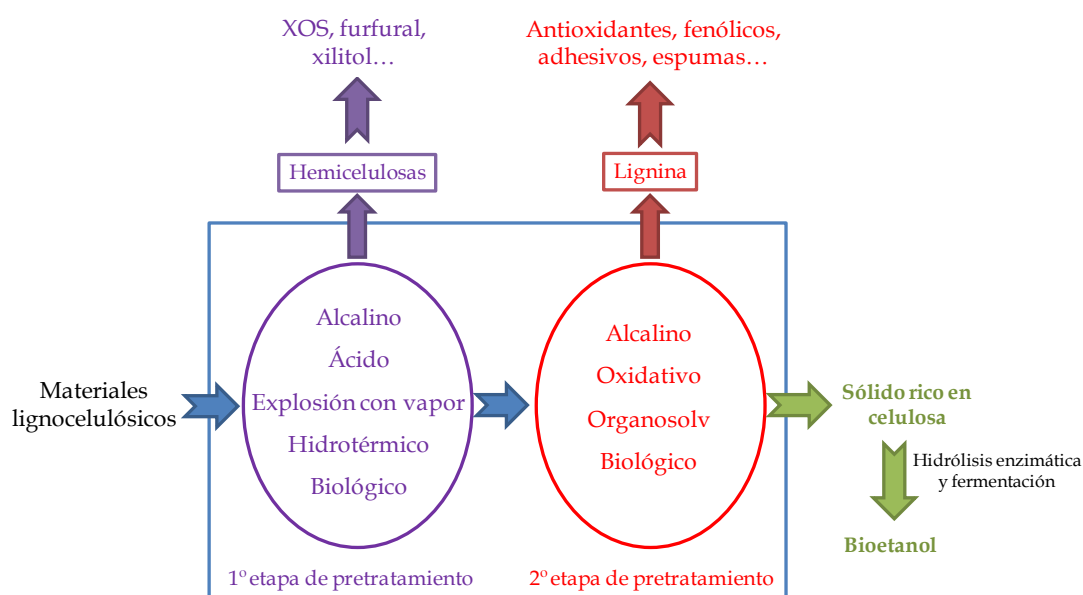 XOS, furfural,
xilitol…
Antioxidantes, fenólicos,
adhesivos, espumas…
Hemicelulosas
Lignina
Materiales
lignocelulósicos
Alcalino
Ácido
Explosión con vapor
Hidrotérmico
Biológico
Alcalino
Oxidativo
Organosolv
Biológico
Sólido rico en
celulosa
Hidrólisis enzimática
y fermentación
Bioetanol
1º etapa de pretratamiento
2º etapa de pretratamiento